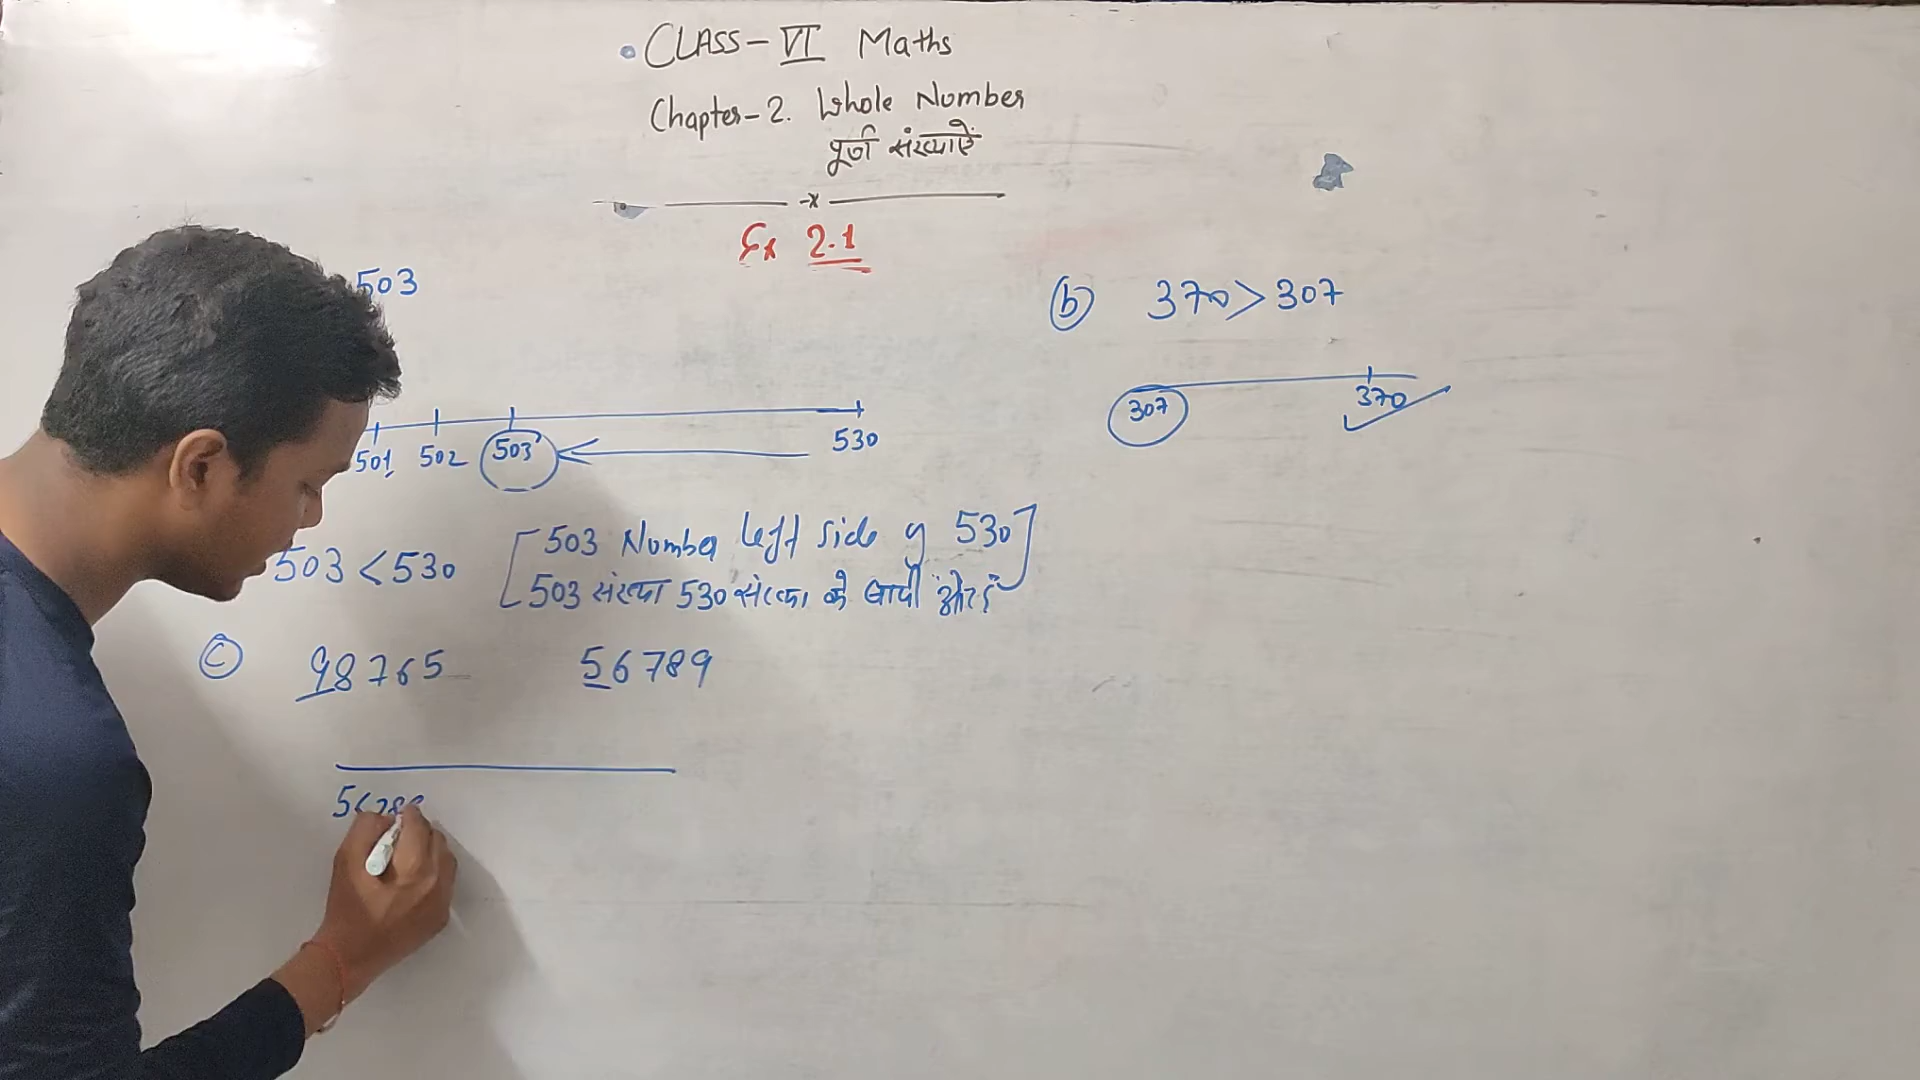 CLASS-VI Maths
Chapter-2. Whole Number
पूर्ण संख्याऐं
x
Ex 2.1
503
501 502 503 530
503<530
503 Number left side of 530
503 संख्या 530 संख्या के बायी ओर है
c 98765 56789
5678
b 370>307
307 370